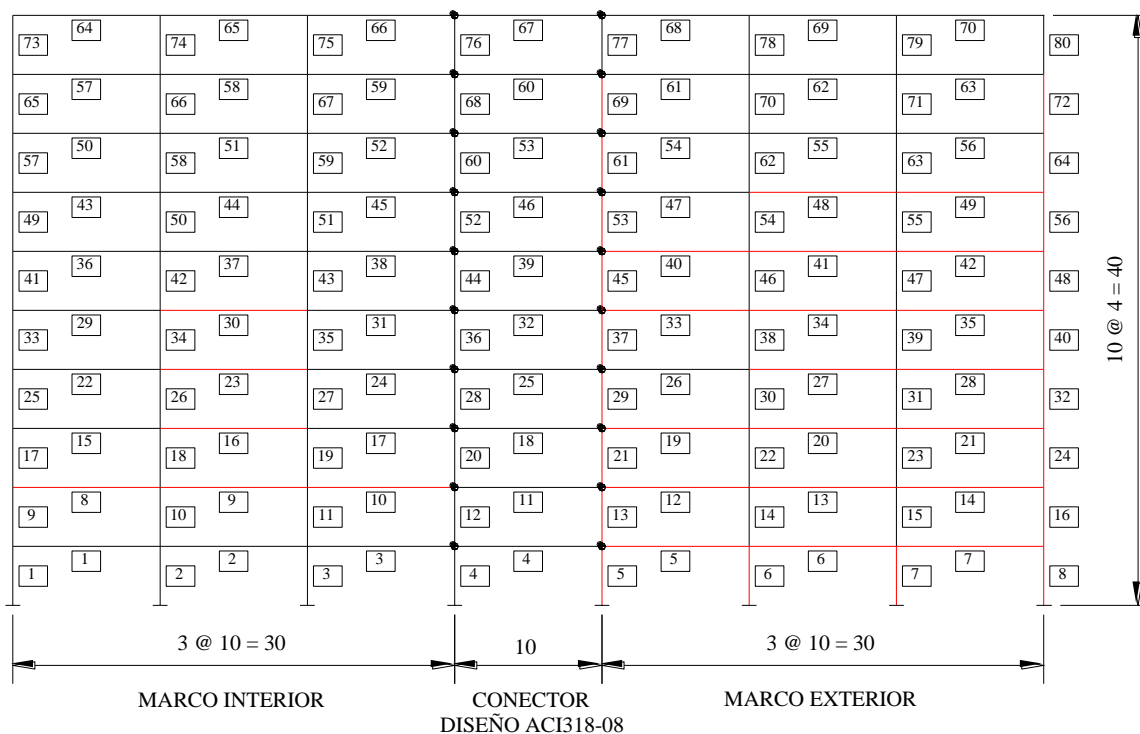 64 65 66 67 68 69 70
73 74 75 76 77 78 79 80
57 58 59 60 61 62 63
65 66 67 68 69 70 71 72
50 51 52 53 54 55 56
57 58 59 60 61 62 63 64
43 44 45 46 47 48 49
49 50 51 52 53 54 55 56
36 37 38 39 40 41 42
41 42 43 44 45 46 47 48
29 30 31 32 33 34 35
33 34 35 36 37 38 39 40
22 23 24 25 26 27 28
25 26 27 28 29 30 31 32
15 16 17 18 19 20 21
17 18 19 20 21 22 23 24
8 9 10 11 12 13 14
9 10 11 12 13 14 15 16
1 2 3 4 5 6 7
1 2 3 4 5 6 7 8
10 @ 4 = 40
3 @ 10 = 30 10 3 @ 10 = 30
MARCO INTERIOR CONECTOR MARCO EXTERIOR
DISEÑO ACI318-08